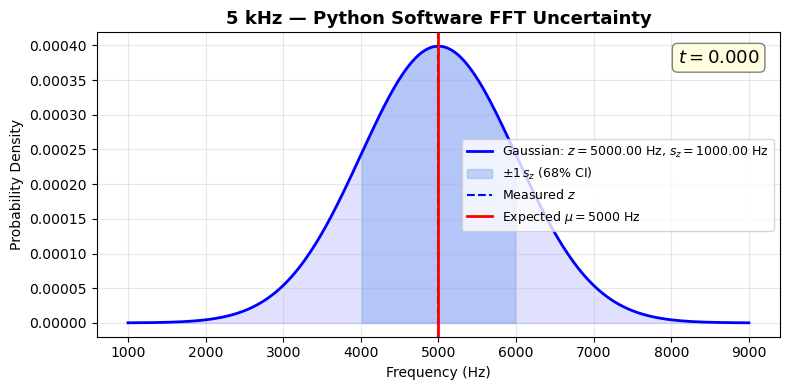 5 kHz — Python Software FFT Uncertainty
t = 0.000
Probability Density
0.00040
0.00035
0.00030
0.00025
0.00020
0.00015
0.00010
0.00005
0.00000
Gaussian: z = 5000.00 Hz, s_z = 1000.00 Hz
±1 s_z (68% CI)
Measured z
Expected μ = 5000 Hz
1000 2000 3000 4000 5000 6000 7000 8000 9000
Frequency (Hz)